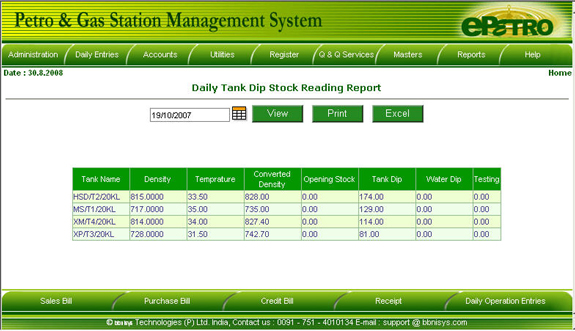 Petro & Gas Station Management System
ePetro
Administration Daily Entries Accounts Utilities Register Q & Q Services Masters Reports Help
Date : 30.8.2008 Home
Daily Tank Dip Stock Reading Report
19/10/2007 View Print Excel
Tank Name Density Temprature Converted Density Opening Stock Tank Dip Water Dip Testing
HSD/T2/20KL 815.0000 33.50 828.00 0.00 174.00 0.00 0.00
MS/T1/20KL 717.0000 35.00 735.00 0.00 129.00 0.00 0.00
XM/T4/20KL 814.0000 34.00 827.40 0.00 114.00 0.00 0.00
XP/T3/20KL 728.0000 31.50 742.70 0.00 81.00 0.00 0.00
Sales Bill Purchase Bill Credit Bill Receipt Daily Operation Entries
© bbnisys Technologies (P) Ltd. India, Contact us : 0091 - 751 - 4010134 E-mail : support @ bbnisys.com